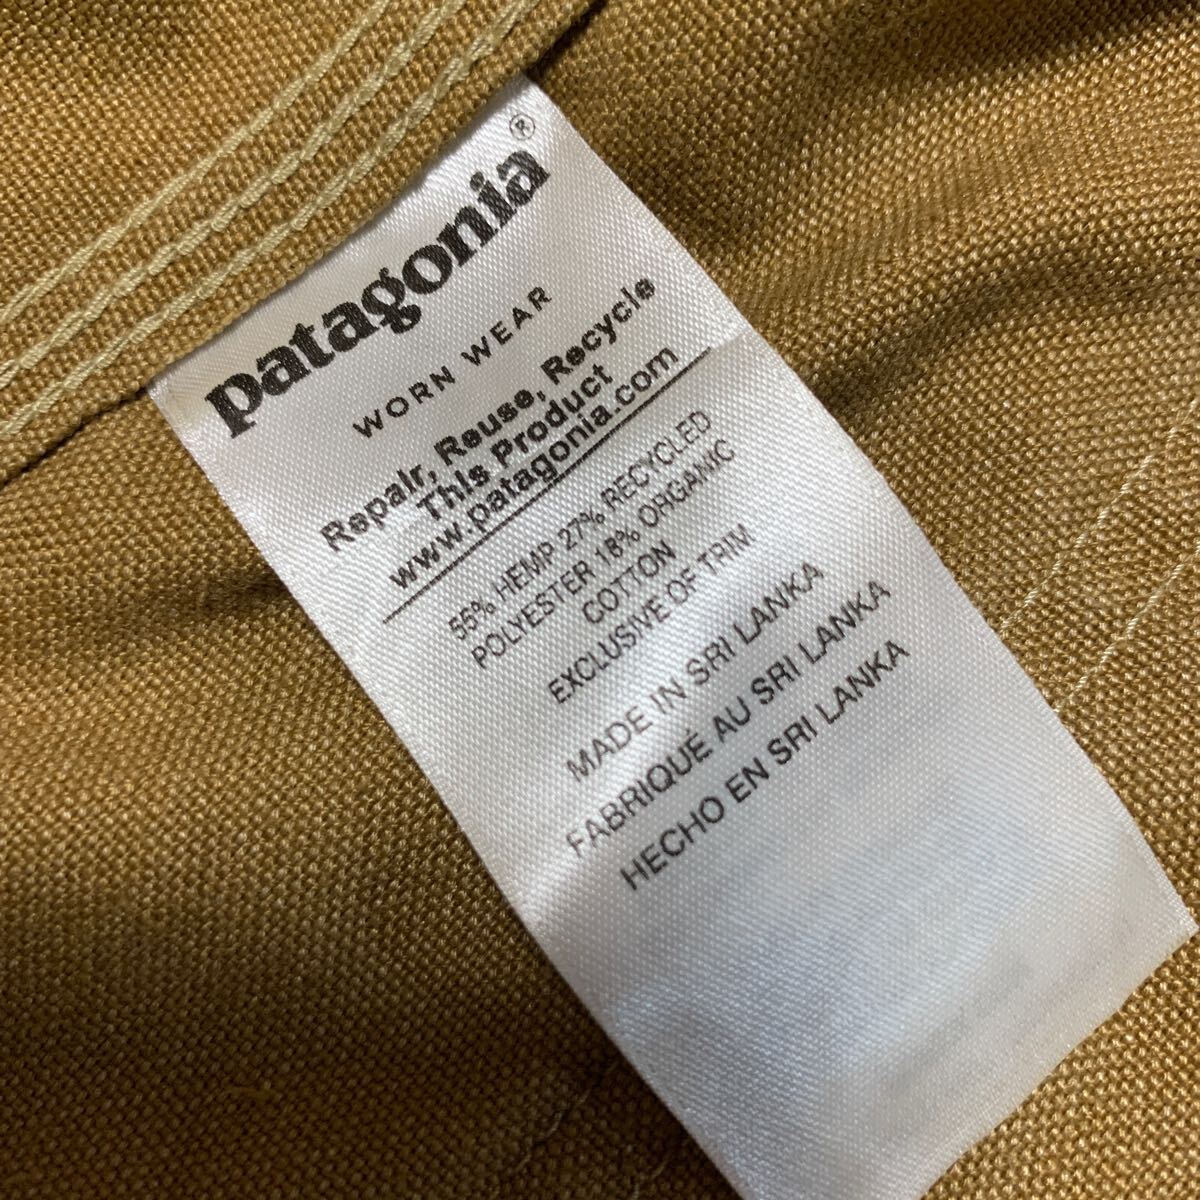 patagonia®
WORN WEAR
Repair, Reuse, Recycle
This Product
www.patagonia.com
55% HEMP 27% RECYCLED
POLYESTER 18% ORGANIC
COTTON
EXCLUSIVE OF TRIM
MADE IN SRI LANKA
FABRIQUÉ AU SRI LANKA
HECHO EN SRI LANKA